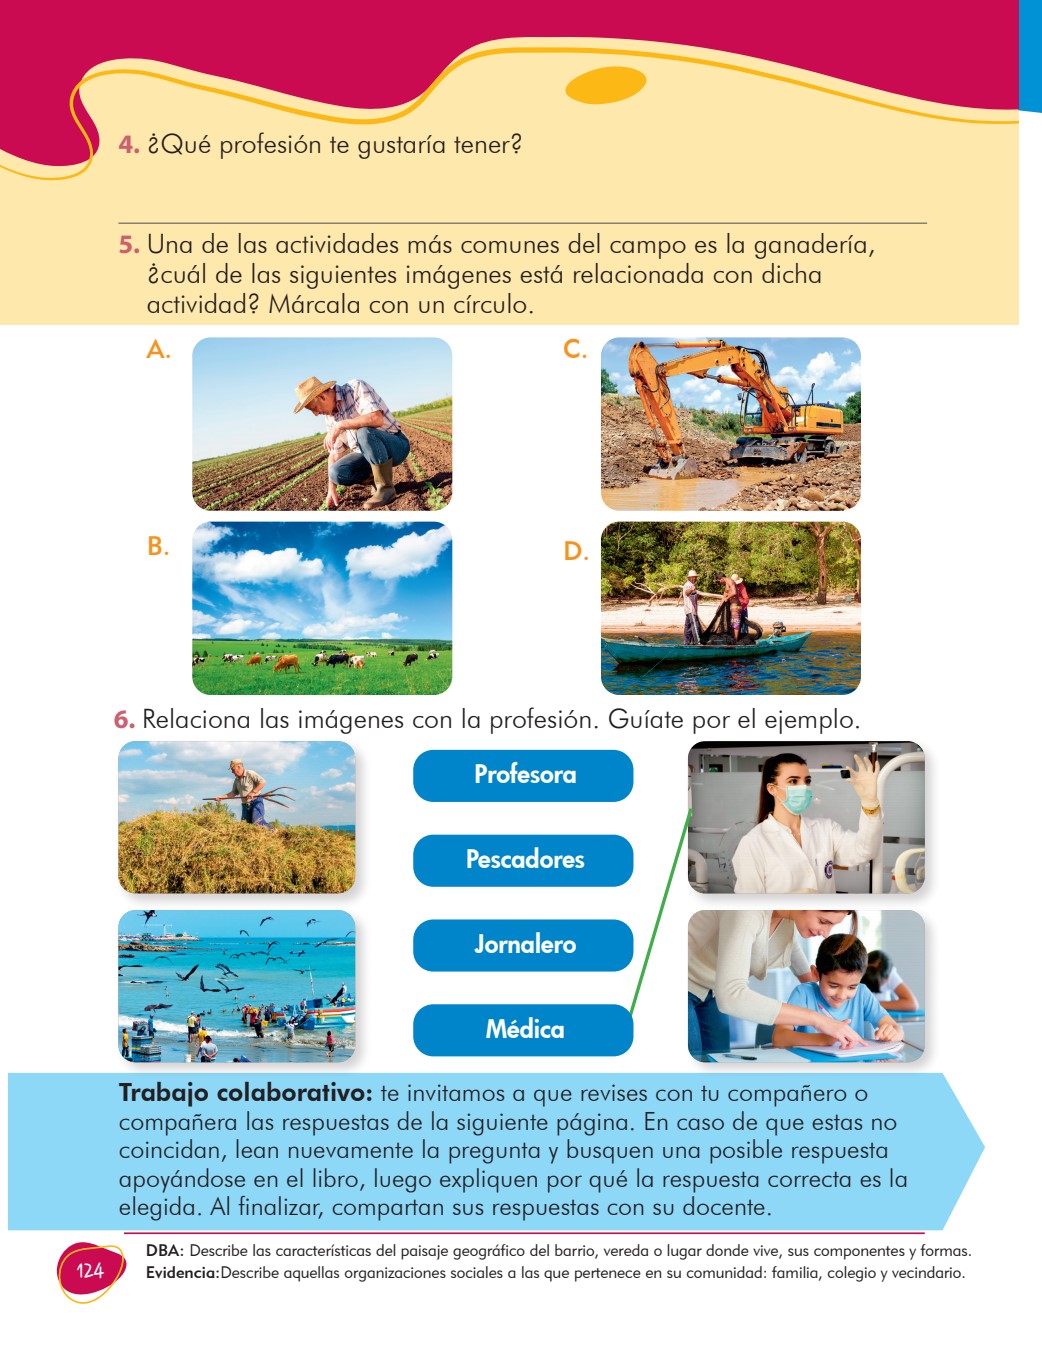 4. ¿Qué profesión te gustaría tener?
5. Una de las actividades más comunes del campo es la ganadería,
¿cuál de las siguientes imágenes está relacionada con dicha
actividad? Márcala con un círculo.
A.
C.
B.
D.
6. Relaciona las imágenes con la profesión. Guíate por el ejemplo.
Profesora
Pescadores
Jornalero
Médica
Trabajo colaborativo: te invitamos a que revises con tu compañero o
compañera las respuestas de la siguiente página. En caso de que estas no
coincidan, lean nuevamente la pregunta y busquen una posible respuesta
apoyándose en el libro, luego expliquen por qué la respuesta correcta es la
elegida. Al finalizar, compartan sus respuestas con su docente.
DBA: Describe las características del paisaje geográfico del barrio, vereda o lugar donde vive, sus componentes y formas.
Evidencia:Describe aquellas organizaciones sociales a las que pertenece en su comunidad: familia, colegio y vecindario.
124